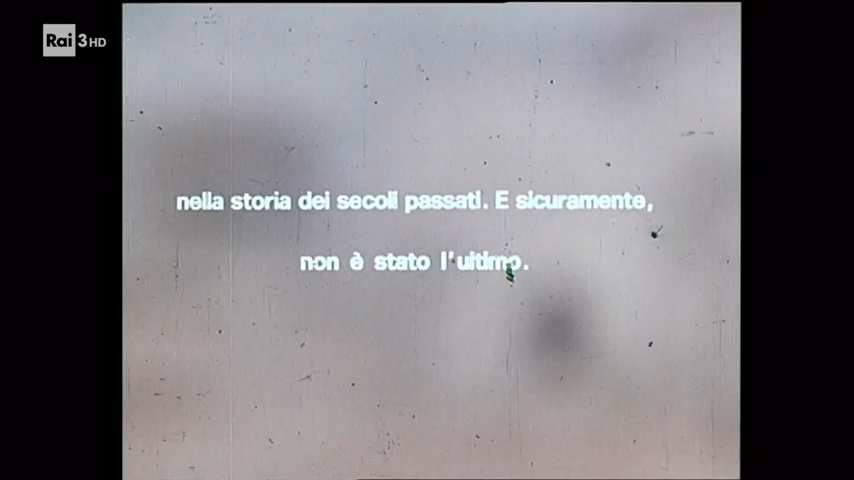 Rai 3HD
nella storia dei secoli passati. E sicuramente,
non è stato l'ultimo.